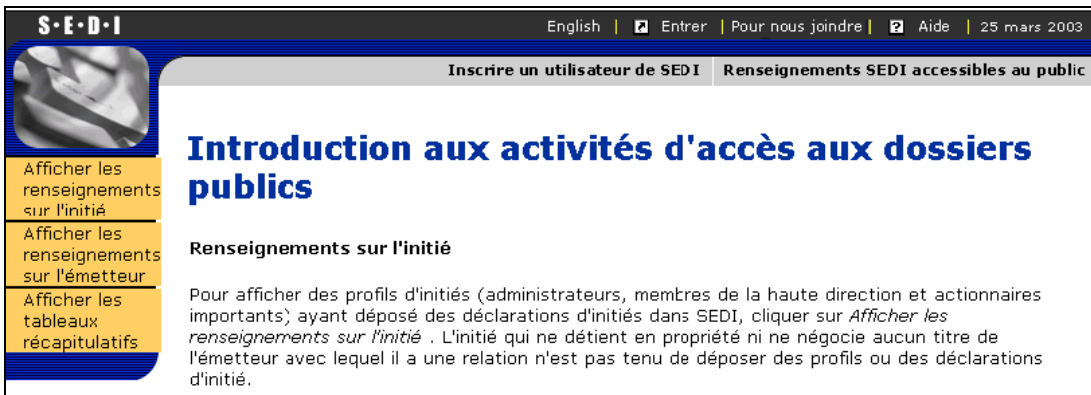 S•E•D•I
English | Entrer | Pour nous joindre | ? Aide | 25 mars 2003
Inscrire un utilisateur de SEDI Renseignements SEDI accessibles au public
Afficher les
renseignements
sur l'initié
Afficher les
renseignements
sur l'émetteur
Afficher les
tableaux
récapitulatifs
Introduction aux activités d'accès aux dossiers
publics
Renseignements sur l'initié
Pour afficher des profils d'initiés (administrateurs, membres de la haute direction et actionnaires
importants) ayant déposé des déclarations d'initiés dans SEDI, cliquer sur Afficher les
renseignements sur l'initié . L'initié qui ne détient en propriété ni ne négocie aucun titre de
l'émetteur avec lequel il a une relation n'est pas tenu de déposer des profils ou des déclarations
d'initié.